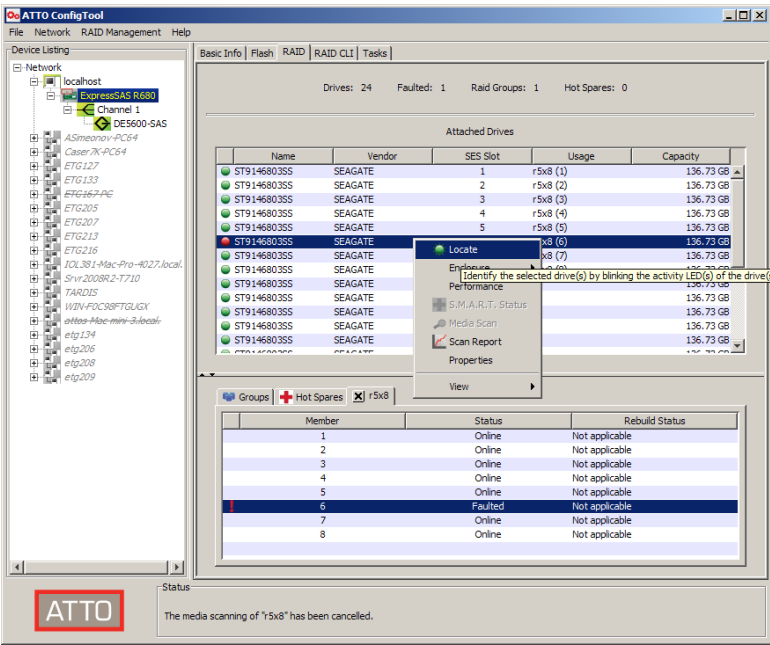 ATTO ConfigTool
File Network RAID Management Help
Device Listing
Network
localhost
ExpressSAS R680
Channel 1
DE5600-SAS
ASimeonov-PC64
Caser7K-PC64
ETG127
ETG133
ETG167-PC
ETG205
ETG207
ETG213
ETG216
IOL381-Mac-Pro-4027.local.
Srvr2008R2-T710
TARDIS
WIN-F0C98FTGUGX
attos-Mac-mini-3.local.
etg134
etg206
etg208
etg209
Basic Info Flash RAID RAID CLI Tasks
Drives: 24 Faulted: 1 Raid Groups: 1 Hot Spares: 0
Attached Drives
Name Vendor SES Slot Usage Capacity
ST9146803SS SEAGATE 1 r5x8 (1) 136.73 GB
ST9146803SS SEAGATE 2 r5x8 (2) 136.73 GB
ST9146803SS SEAGATE 3 r5x8 (3) 136.73 GB
ST9146803SS SEAGATE 4 r5x8 (4) 136.73 GB
ST9146803SS SEAGATE 5 r5x8 (5) 136.73 GB
ST9146803SS SEAGATE x8 (6) 136.73 GB
ST9146803SS SEAGATE x8 (7) 136.73 GB
ST9146803SS SEAGATE
ST9146803SS SEAGATE 136.73 GB
ST9146803SS SEAGATE 136.73 GB
ST9146803SS SEAGATE 136.73 GB
ST9146803SS SEAGATE 136.73 GB
ST9146803SS SEAGATE 136.73 GB
ST9146803SS SEAGATE 136.73 GB
Locate
Enclosure
Identify the selected drive(s) by blinking the activity LED(s) of the drive(
Performance
S.M.A.R.T. Status
Media Scan
Scan Report
Properties
View
Groups Hot Spares r5x8
Member Status Rebuild Status
1 Online Not applicable
2 Online Not applicable
3 Online Not applicable
4 Online Not applicable
5 Online Not applicable
! 6 Faulted Not applicable
7 Online Not applicable
8 Online Not applicable
ATTO
Status
The media scanning of "r5x8" has been cancelled.